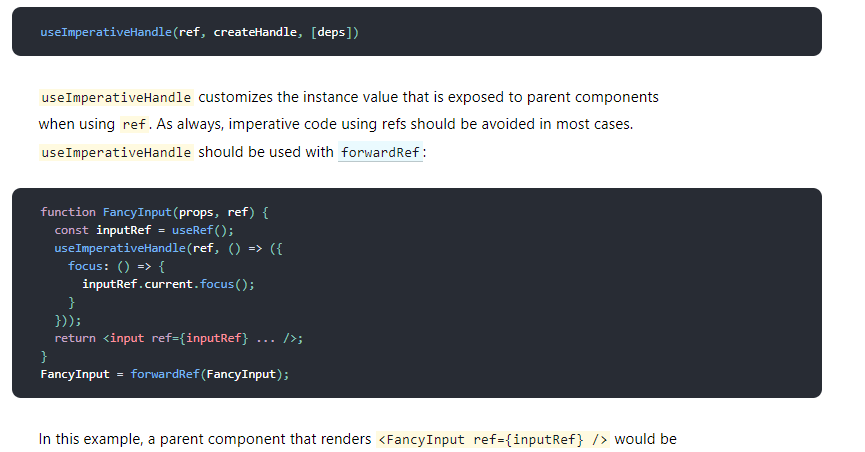 useImperativeHandle(ref, createHandle, [deps])
useImperativeHandle customizes the instance value that is exposed to parent components
when using ref. As always, imperative code using refs should be avoided in most cases.
useImperativeHandle should be used with forwardRef:
function FancyInput(props, ref) {
  const inputRef = useRef();
  useImperativeHandle(ref, () => ({
    focus: () => {
      inputRef.current.focus();
    }
  }));
  return <input ref={inputRef} ... />;
}
FancyInput = forwardRef(FancyInput);
In this example, a parent component that renders <FancyInput ref={inputRef} /> would be